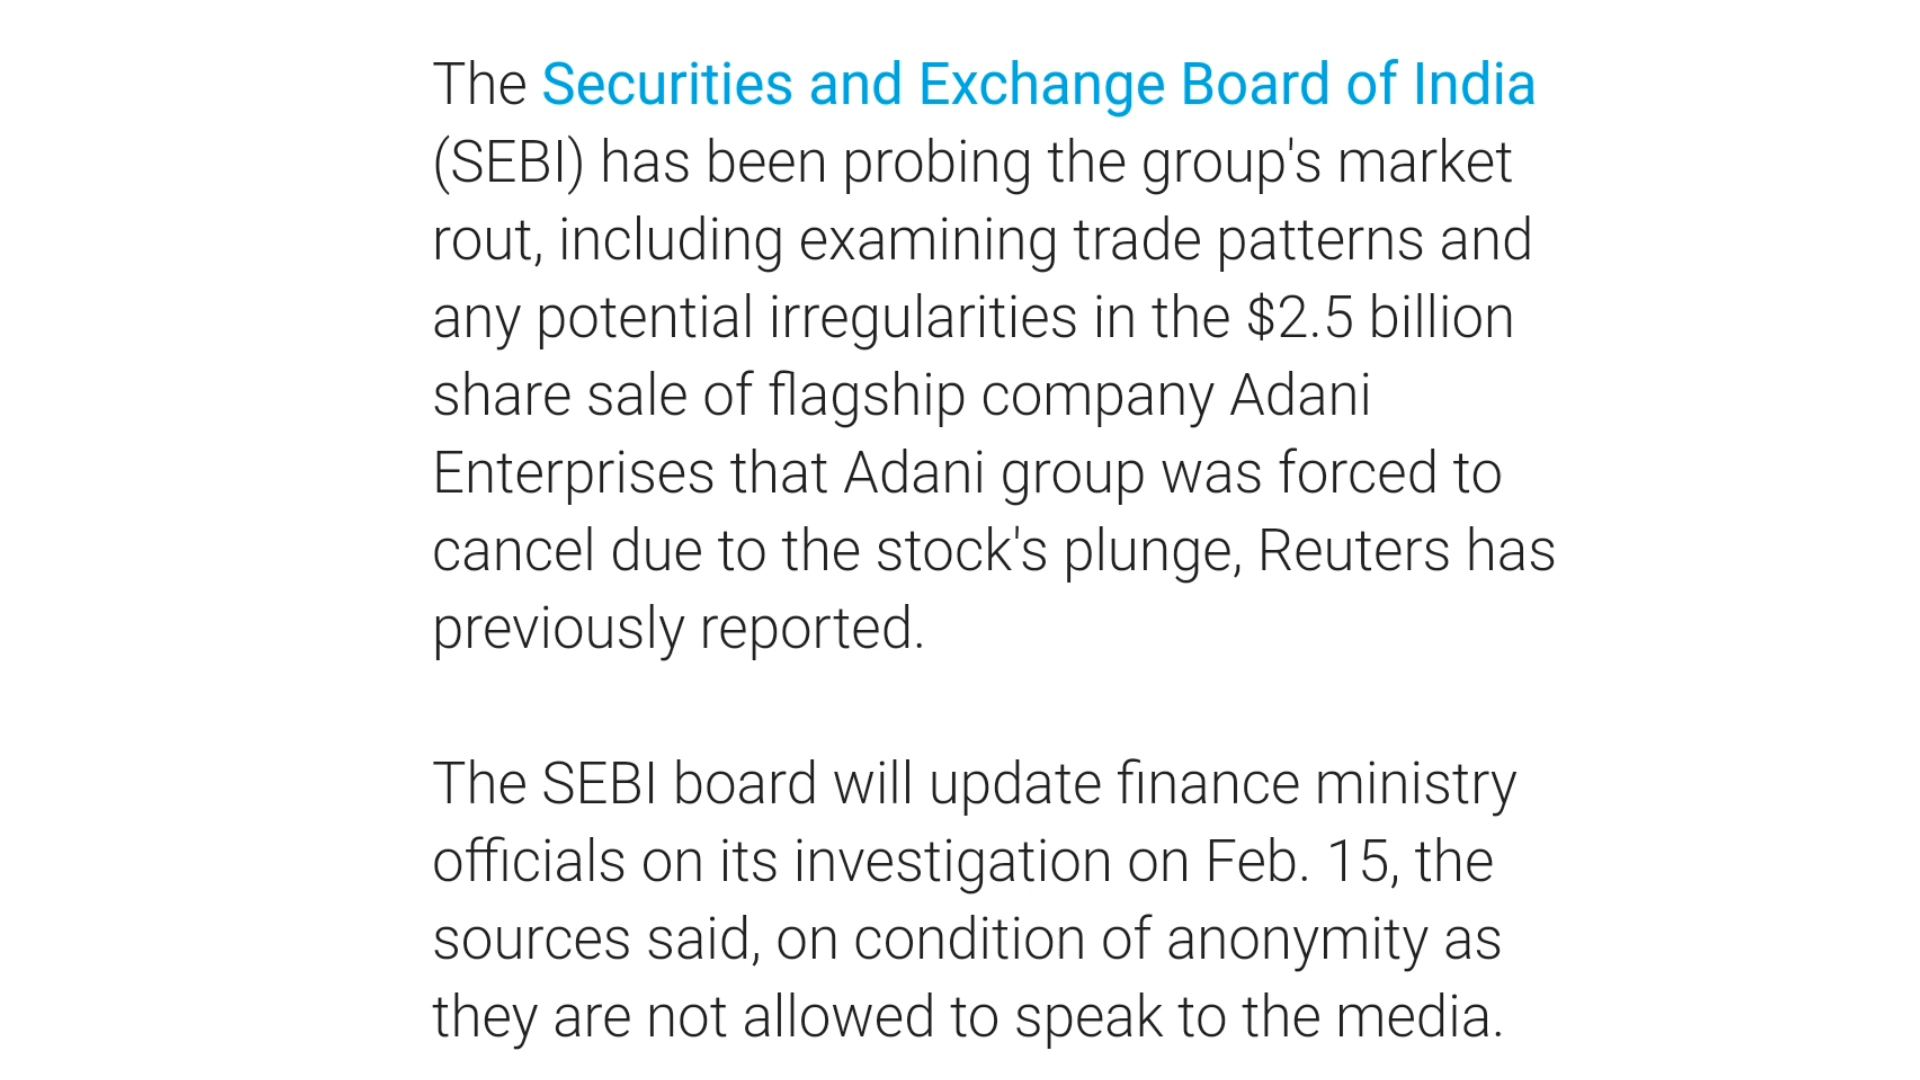 The Securities and Exchange Board of India
(SEBI) has been probing the group's market
rout, including examining trade patterns and
any potential irregularities in the $2.5 billion
share sale of flagship company Adani
Enterprises that Adani group was forced to
cancel due to the stock's plunge, Reuters has
previously reported.
The SEBI board will update finance ministry
officials on its investigation on Feb. 15, the
sources said, on condition of anonymity as
they are not allowed to speak to the media.